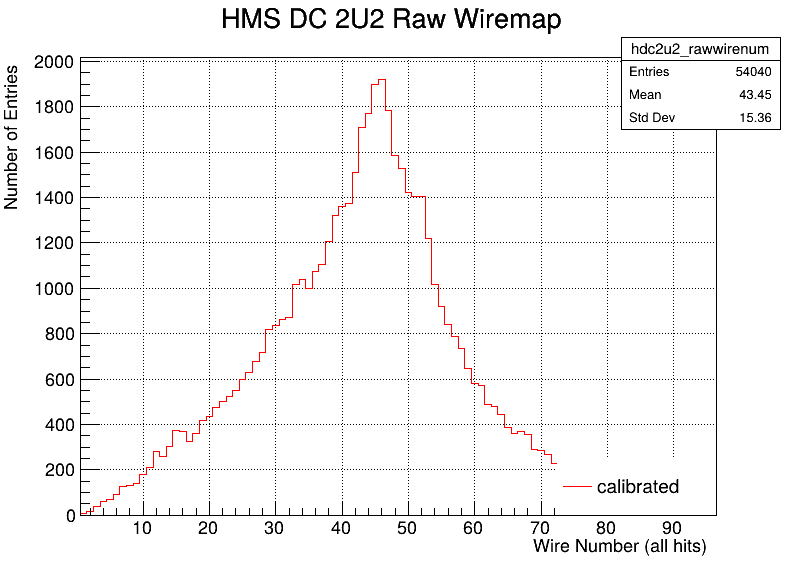 HMS DC 2U2 Raw Wiremap
hdc2u2_rawwirenum
Entries 54040
Mean 43.45
Std Dev 15.36
Number of Entries
2000
1800
1600
1400
1200
1000
800
600
400
200
0
10 20 30 40 50 60 70 80 90
Wire Number (all hits)
calibrated